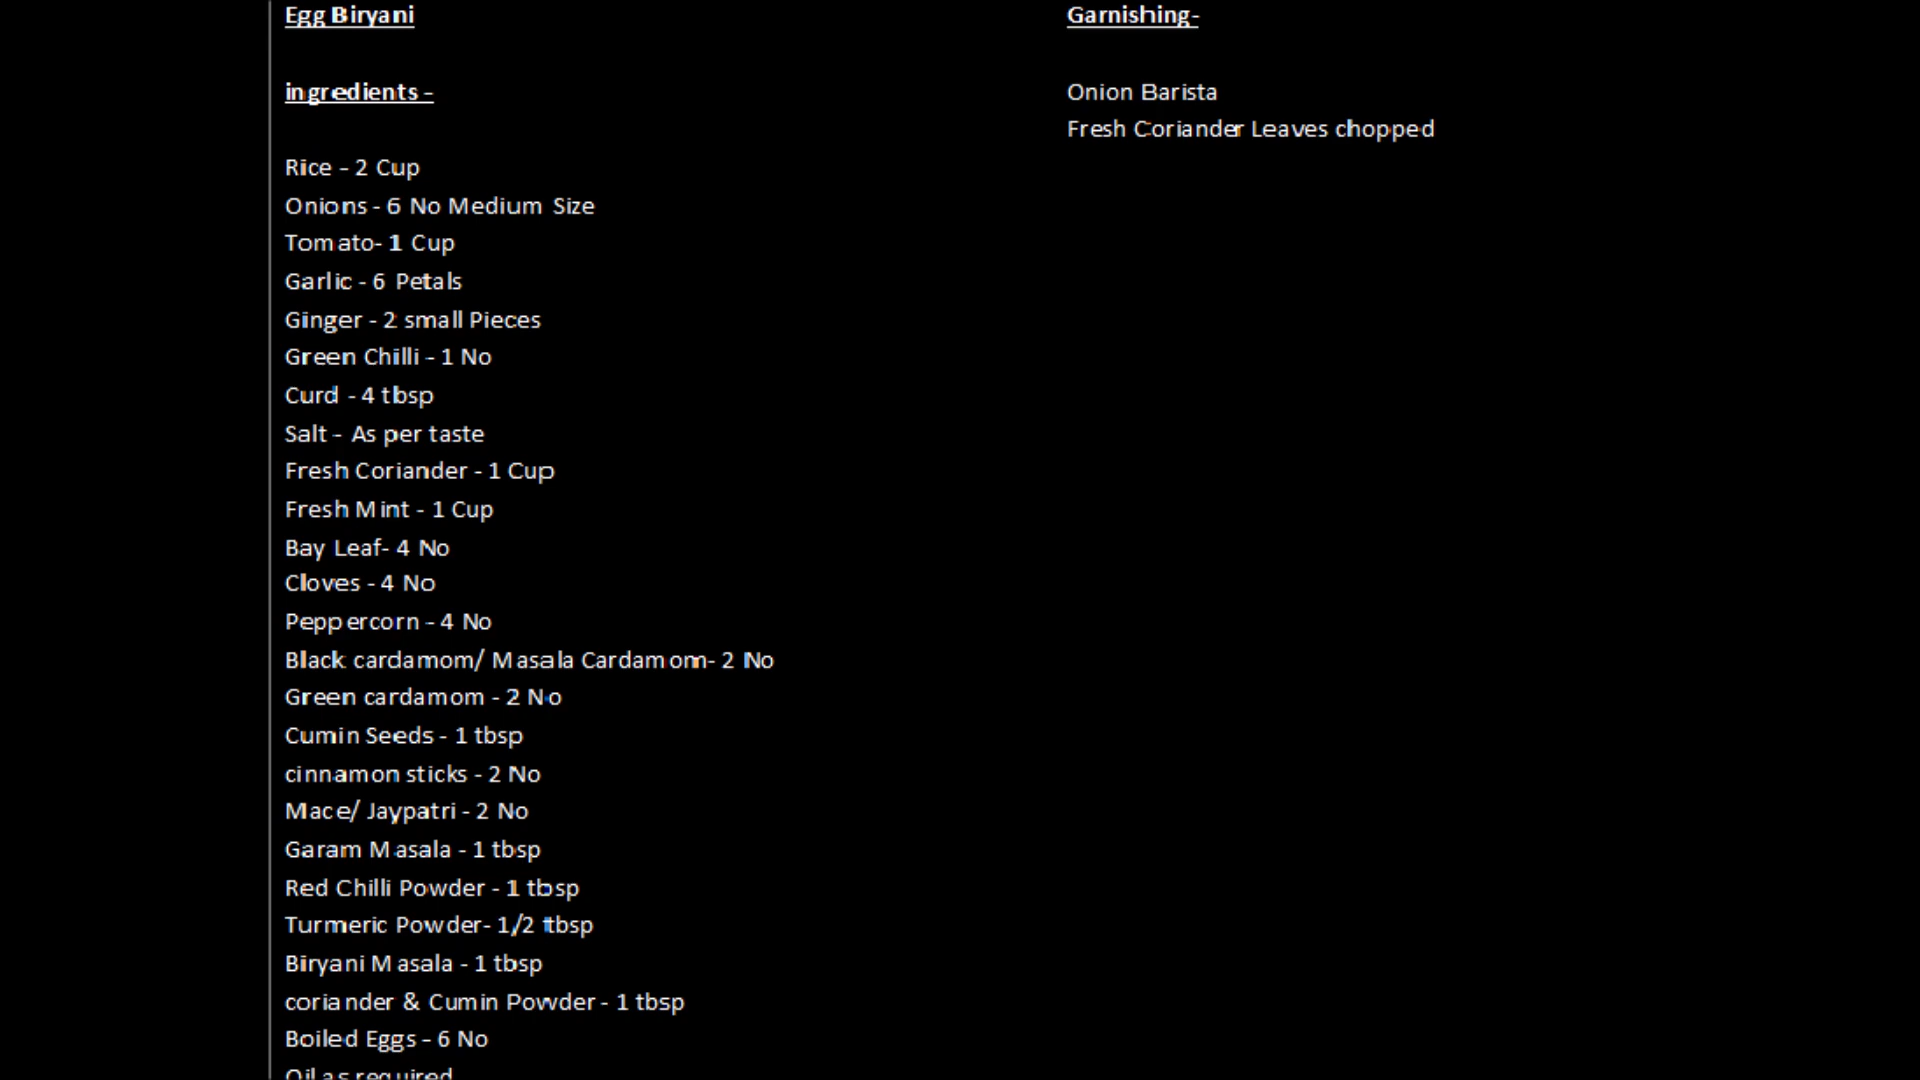 Egg Biryani
ingredients -
Rice - 2 Cup
Onions - 6 No Medium Size
Tomato- 1 Cup
Garlic - 6 Petals
Ginger - 2 small Pieces
Green Chilli - 1 No
Curd - 4 tbsp
Salt - As per taste
Fresh Coriander - 1 Cup
Fresh Mint - 1 Cup
Bay Leaf- 4 No
Cloves - 4 No
Peppercorn - 4 No
Black cardamom/ Masala Cardamom- 2 No
Green cardamom - 2 No
Cumin Seeds - 1 tbsp
cinnamon sticks - 2 No
Mace/ Jaypatri - 2 No
Garam Masala - 1 tbsp
Red Chilli Powder - 1 tbsp
Turmeric Powder- 1/2 tbsp
Biryani Masala - 1 tbsp
coriander & Cumin Powder - 1 tbsp
Boiled Eggs - 6 No
Oil as required
Garnishing-
Onion Barista
Fresh Coriander Leaves chopped